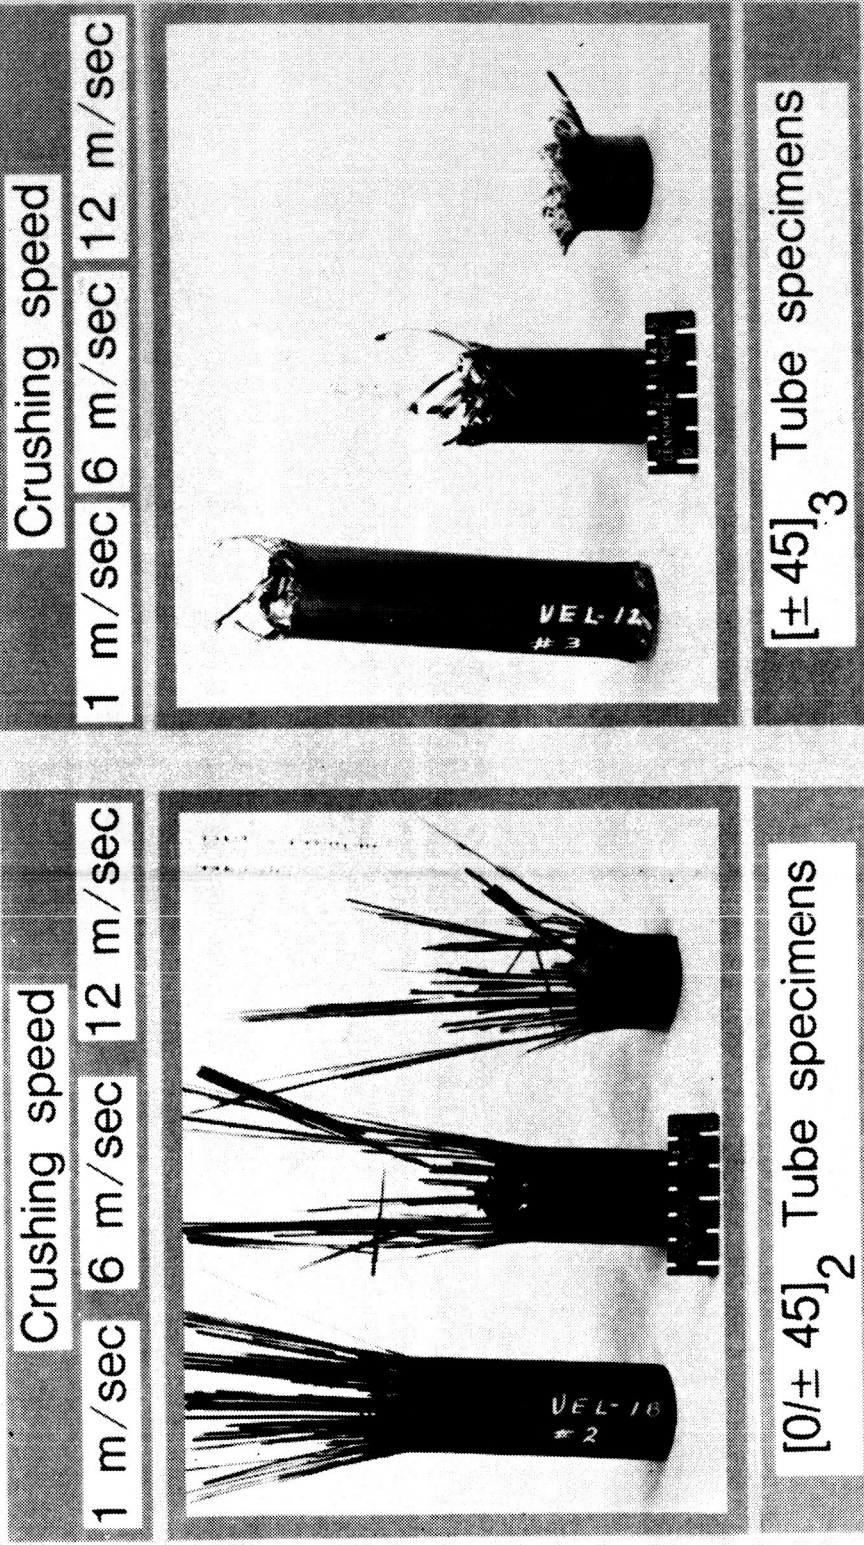 Crushing speed
1 m/sec 6 m/sec 12 m/sec
VEL-18
# 2
[0/± 45]₂ Tube specimens
Crushing speed
1 m/sec 6 m/sec 12 m/sec
VEL-12
# 3
CENTIMETER
[± 45]₃ Tube specimens